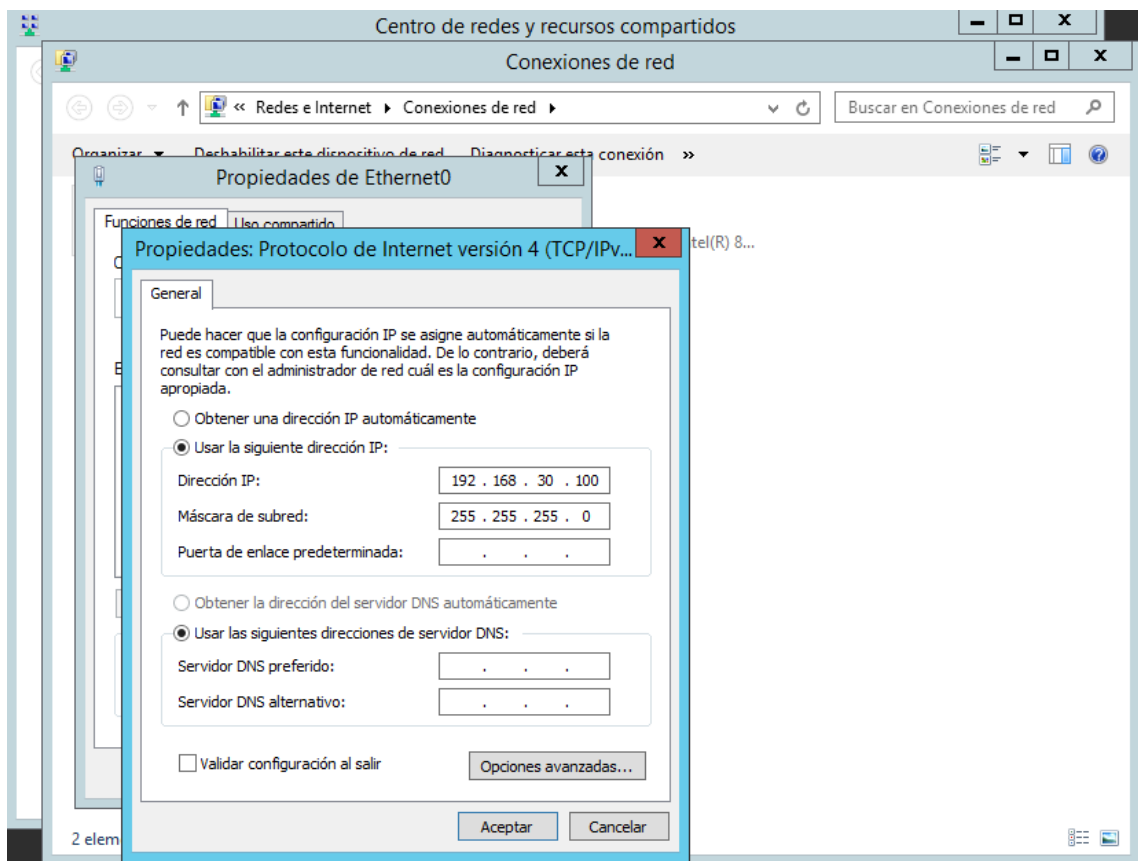 Centro de redes y recursos compartidos
Conexiones de red
« Redes e Internet Conexiones de red
Buscar en Conexiones de red
Organizar Deshabilitar este dispositivo de red Diagnosticar esta conexión »
Propiedades de Ethernet0
Funciones de red Uso compartido
tel(R) 8...
Propiedades: Protocolo de Internet versión 4 (TCP/IPv...
General
Puede hacer que la configuración IP se asigne automáticamente si la
red es compatible con esta funcionalidad. De lo contrario, deberá
consultar con el administrador de red cuál es la configuración IP
apropiada.
Obtener una dirección IP automáticamente
Usar la siguiente dirección IP:
Dirección IP: 192 . 168 . 30 . 100
Máscara de subred: 255 . 255 . 255 . 0
Puerta de enlace predeterminada: . . .
Obtener la dirección del servidor DNS automáticamente
Usar las siguientes direcciones de servidor DNS:
Servidor DNS preferido: . . .
Servidor DNS alternativo: . . .
Validar configuración al salir
Opciones avanzadas...
Aceptar Cancelar
2 elem